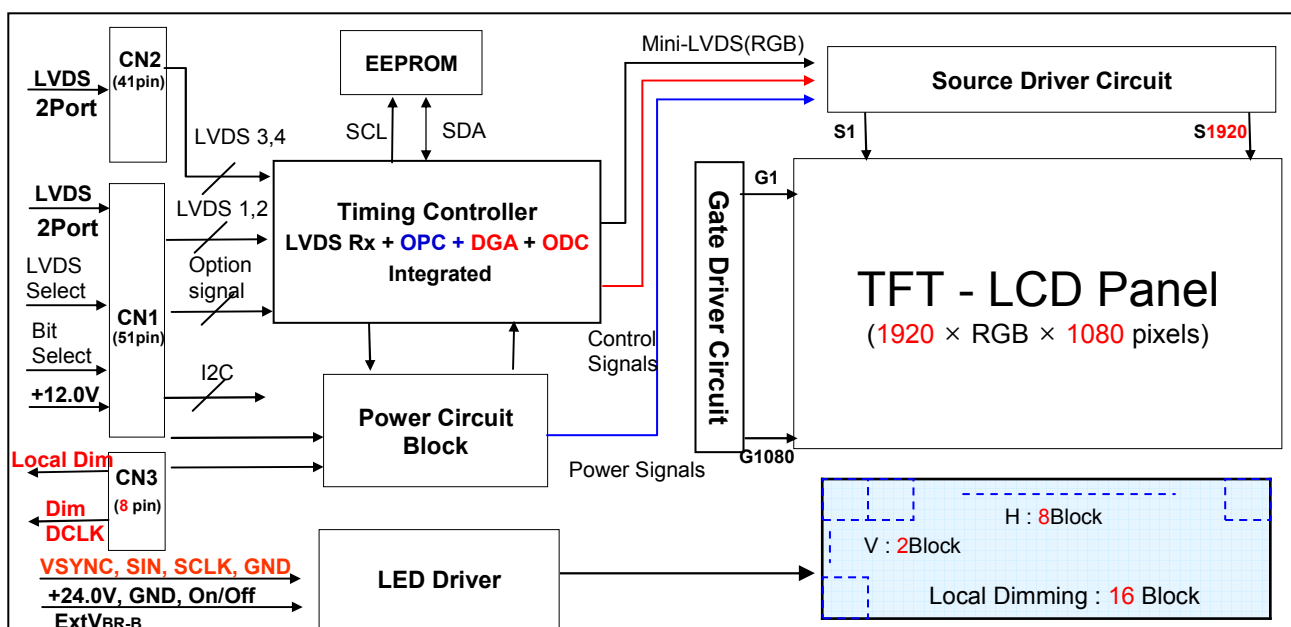 CN2
(41pin)
LVDS
2Port
EEPROM
SCL
SDA
LVDS 3,4
Mini-LVDS(RGB)
Source Driver Circuit
S1
S1920
LVDS
2Port
LVDS
Select
Bit
Select
+12.0V
CN1
(51pin)
LVDS 1,2
Option
signal
I2C
Timing Controller
LVDS Rx + OPC + DGA + ODC
Integrated
Control
Signals
Power Circuit
Block
Power Signals
Gate Driver Circuit
G1
G1080
TFT - LCD Panel
(1920 × RGB × 1080 pixels)
Local Dim
Dim
DCLK
CN3
(8 pin)
VSYNC, SIN, SCLK, GND
+24.0V, GND, On/Off
ExtVBR-B
LED Driver
H : 8Block
V : 2Block
Local Dimming : 16 Block